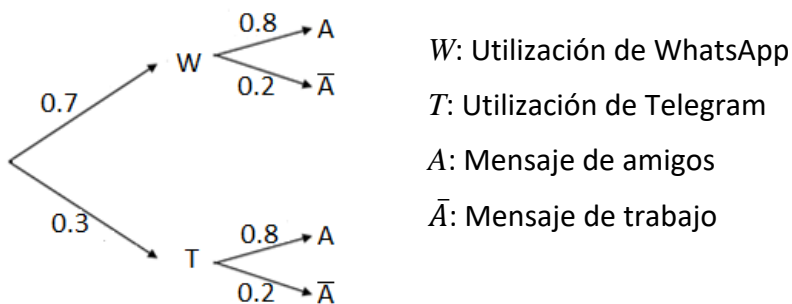 0.8 A
W
0.2 A̅
0.7
0.3
0.8 A
T
0.2 A̅
W: Utilización de WhatsApp
T: Utilización de Telegram
A: Mensaje de amigos
A̅: Mensaje de trabajo